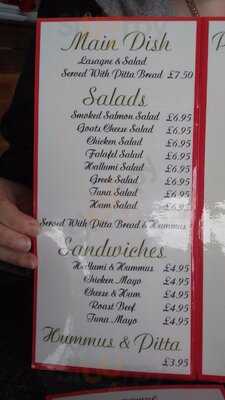 Main Dish
Lasagne & Salad
Served With Pitta Bread £7.50
Salads
Smoked Salmon Salad £6.95
Goats Cheese Salad £6.95
Chicken Salad £6.95
Falafel Salad £6.95
Hallumi Salad £6.95
Greek Salad £6.95
Tuna Salad £6.95
Ham Salad £6.95
Served With Pitta Bread & Hummus
Sandwiches
Hallumi & Hummus £4.95
Chicken Mayo £4.95
Cheese & Ham £4.95
Roast Beef £4.95
Tuna Mayo £4.95
Hummus & Pitta
£3.95